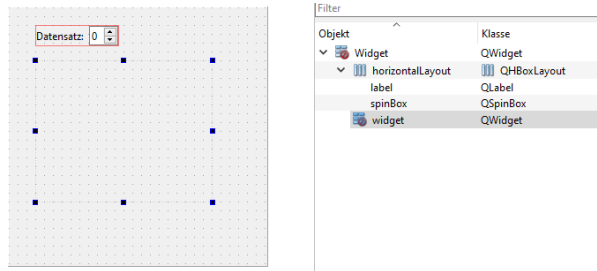 Datensatz: 0
Filter
Objekt Klasse
Widget QWidget
horizontalLayout QHBoxLayout
label QLabel
spinBox QSpinBox
widget QWidget